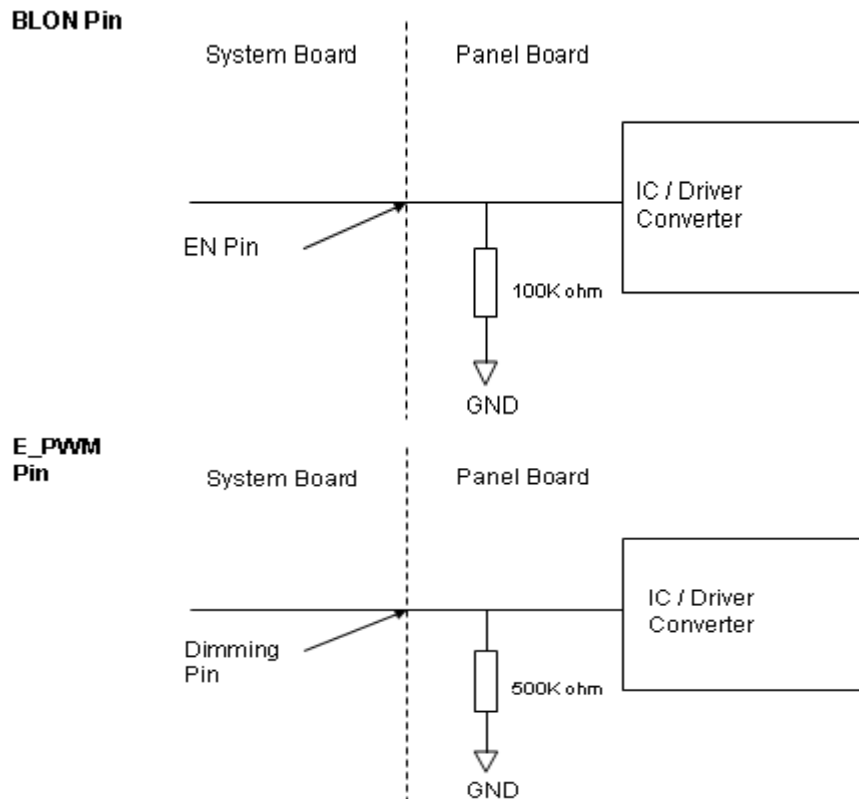 BLON Pin
System Board
Panel Board
IC / Driver
Converter
EN Pin
100K ohm
GND
E_PWM
Pin
System Board
Panel Board
IC / Driver
Converter
Dimming
Pin
500K ohm
GND